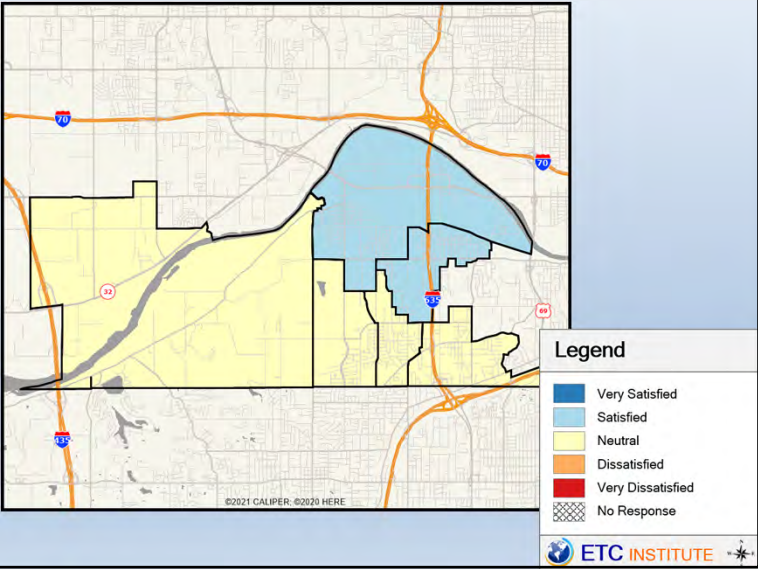 70
70
32
635
69
435
©2021 CALIPER; ©2020 HERE
Legend
Very Satisfied
Satisfied
Neutral
Dissatisfied
Very Dissatisfied
No Response
ETC INSTITUTE
N
W
E
S